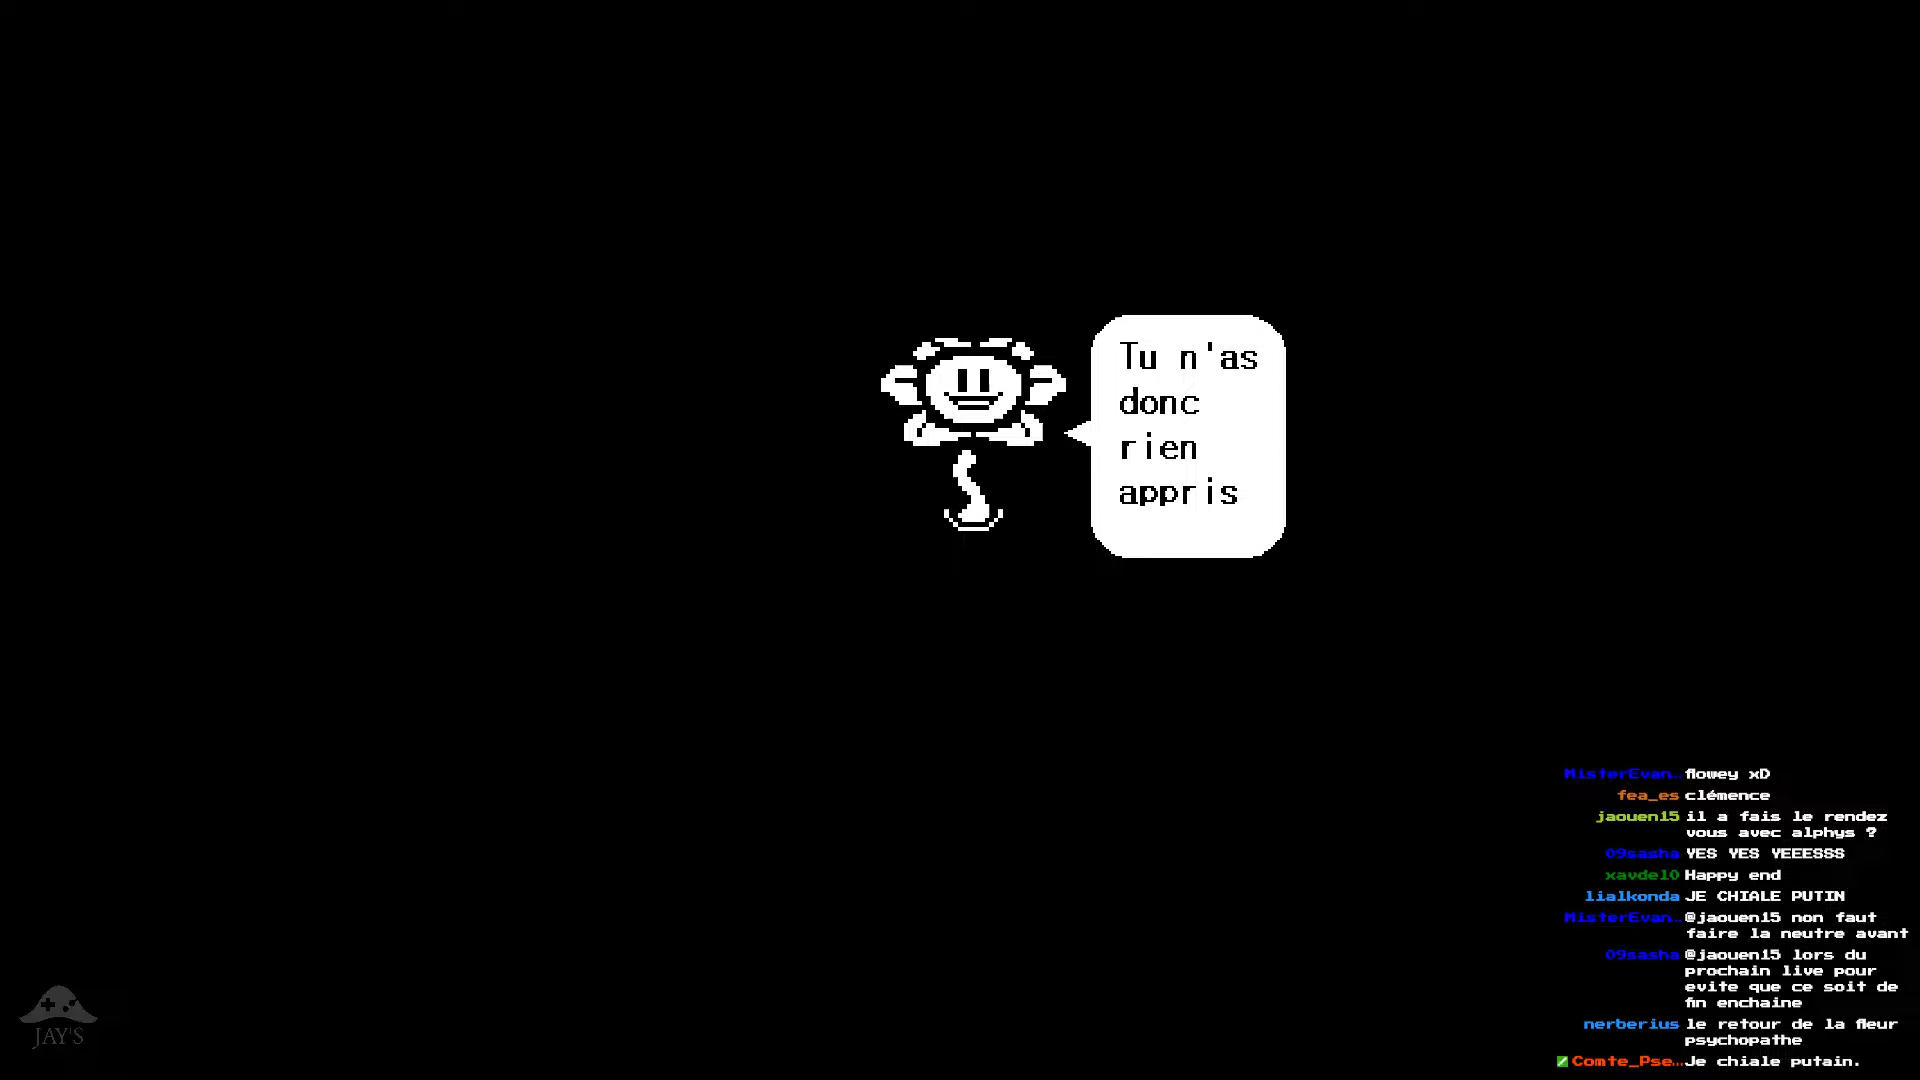 Tu n'as
donc
rien
appris
MisterEvan… flowey xD
fea_es clémence
jaouen15 il a fais le rendez
vous avec alphys ?
09sasha YES YES YEEESSS
xavde10 Happy end
lialkonda JE CHIALE PUTIN
MisterEvan… @jaouen15 non faut
faire la neutre avant
09sasha @jaouen15 lors du
prochain live pour
evite que ce soit de
fin enchaine
nerberius le retour de la fleur
psychopathe
Comte_Pse… Je chiale putain.
JAY'S